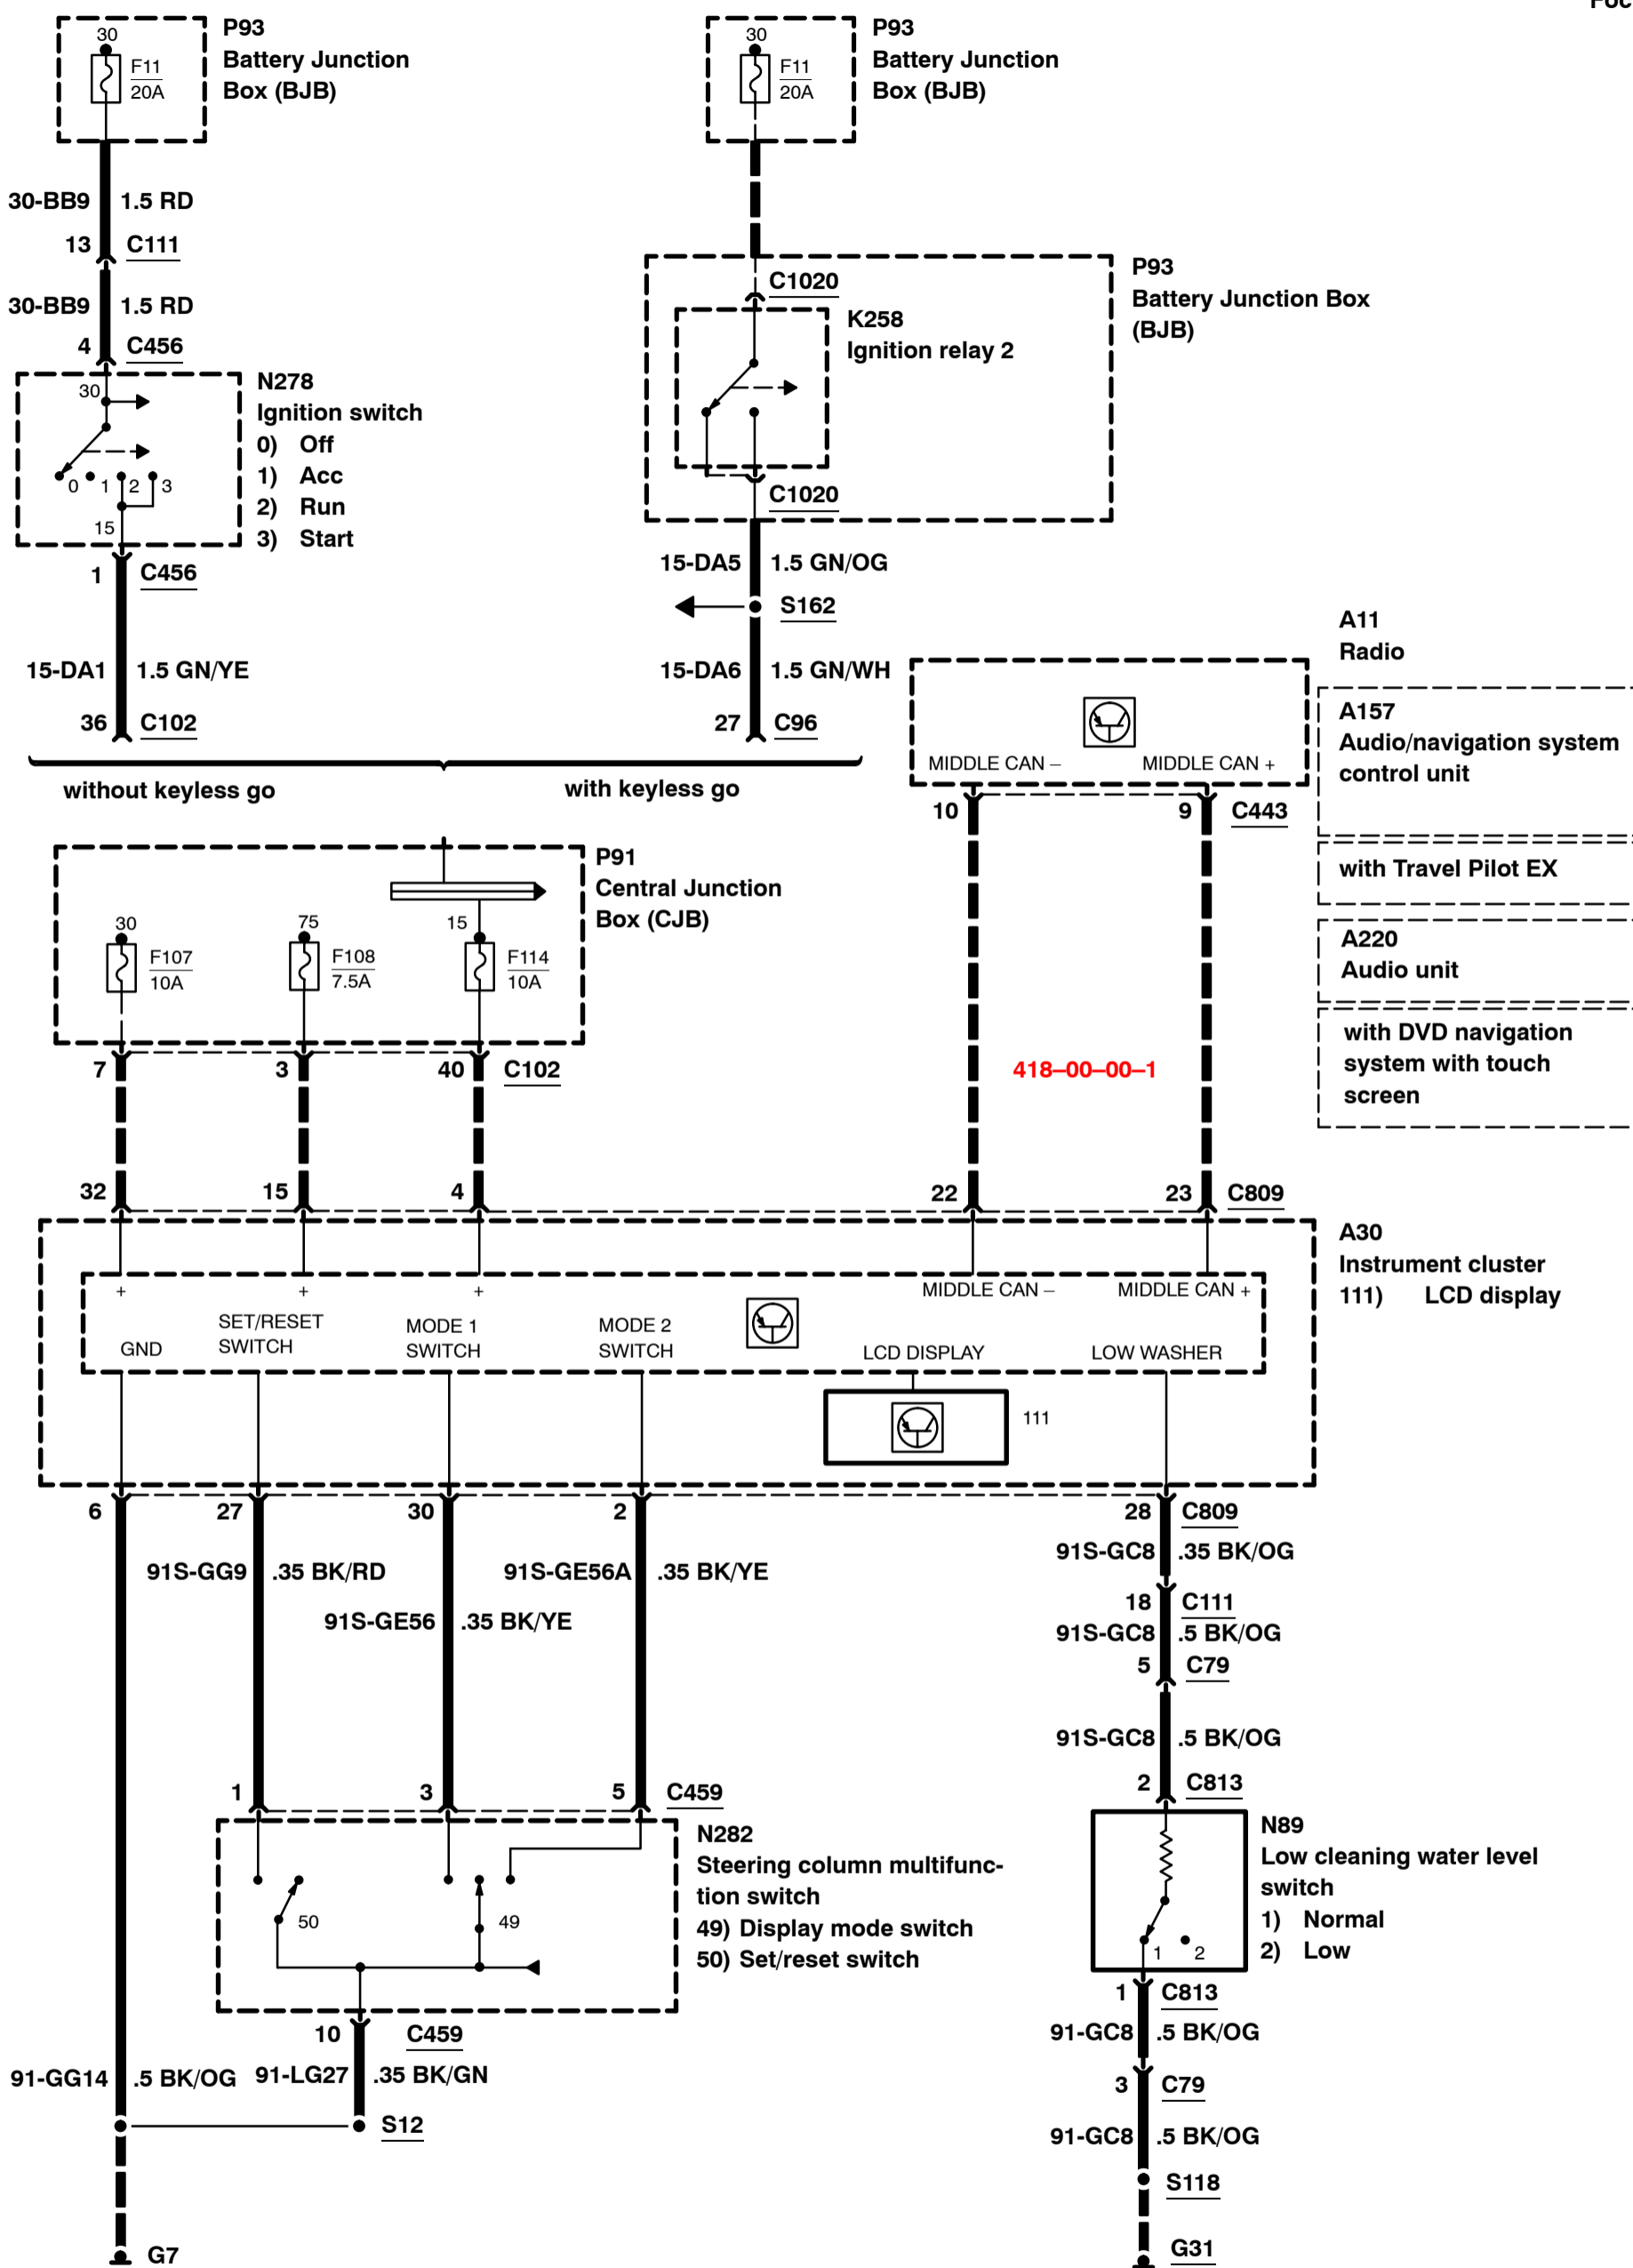 Foc
30
F11
20A
P93
Battery Junction
Box (BJB)
30
F11
20A
P93
Battery Junction
Box (BJB)
30-BB9 1.5 RD
13 C111
30-BB9 1.5 RD
4 C456
C1020
K258
Ignition relay 2
C1020
P93
Battery Junction Box
(BJB)
30
0 1 2 3
15
N278
Ignition switch
0) Off
1) Acc
2) Run
3) Start
1 C456
15-DA1 1.5 GN/YE
36 C102
15-DA5 1.5 GN/OG
S162
15-DA6 1.5 GN/WH
27 C96
without keyless go
with keyless go
A11
Radio
A157
Audio/navigation system
control unit
with Travel Pilot EX
A220
Audio unit
with DVD navigation
system with touch
screen
MIDDLE CAN – MIDDLE CAN +
10 9 C443
418–00–00–1
P91
Central Junction
Box (CJB)
30
F107
10A
75
F108
7.5A
15
F114
10A
7 3 40 C102
32 15 4 22 23 C809
A30
Instrument cluster
111) LCD display
+ + + MIDDLE CAN – MIDDLE CAN +
GND
SET/RESET
SWITCH
MODE 1
SWITCH
MODE 2
SWITCH
LCD DISPLAY
LOW WASHER
111
6 27 30 2 28 C809
91S-GG9 .35 BK/RD
91S-GE56A .35 BK/YE
91S-GE56 .35 BK/YE
91S-GC8 .35 BK/OG
18 C111
91S-GC8 .5 BK/OG
5 C79
91S-GC8 .5 BK/OG
2 C813
1 3 5 C459
N282
Steering column multifunc-
tion switch
49) Display mode switch
50) Set/reset switch
50
49
N89
Low cleaning water level
switch
1) Normal
2) Low
1 2
1 C813
91-GC8 .5 BK/OG
3 C79
91-GC8 .5 BK/OG
S118
G31
10 C459
91-GG14 .5 BK/OG
91-LG27 .35 BK/GN
S12
G7